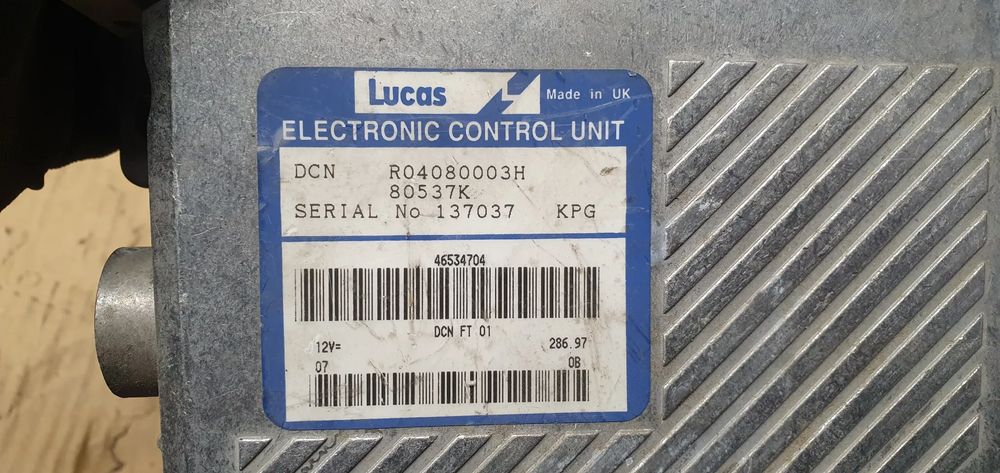 Lucas Made in UK
ELECTRONIC CONTROL UNIT
DCN R04080003H
80537K
SERIAL No 137037 KPG
46534704
DCN FT 01
12V= 286.97
07 0B